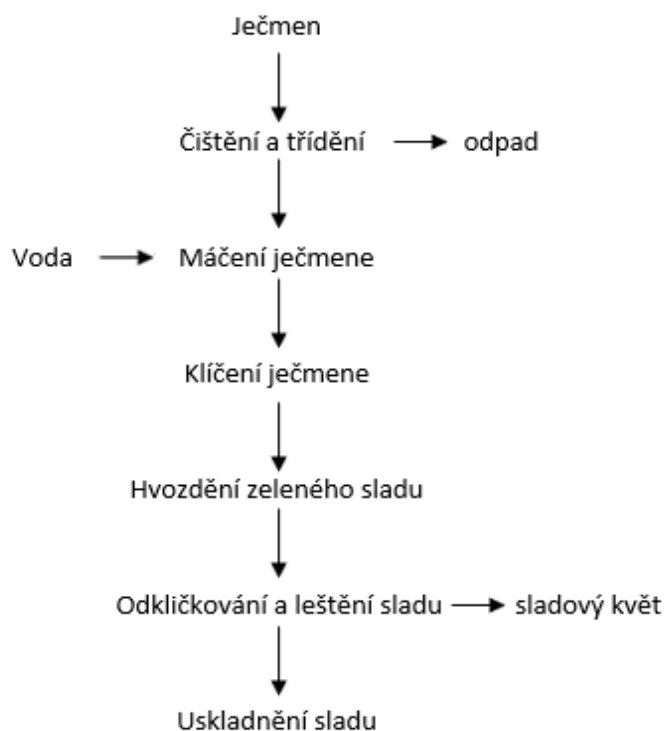 Ječmen
Čištění a třídění → odpad
Voda → Máčení ječmene
Klíčení ječmene
Hvozdění zeleného sladu
Odkličkování a leštění sladu → sladový květ
Uskladnění sladu